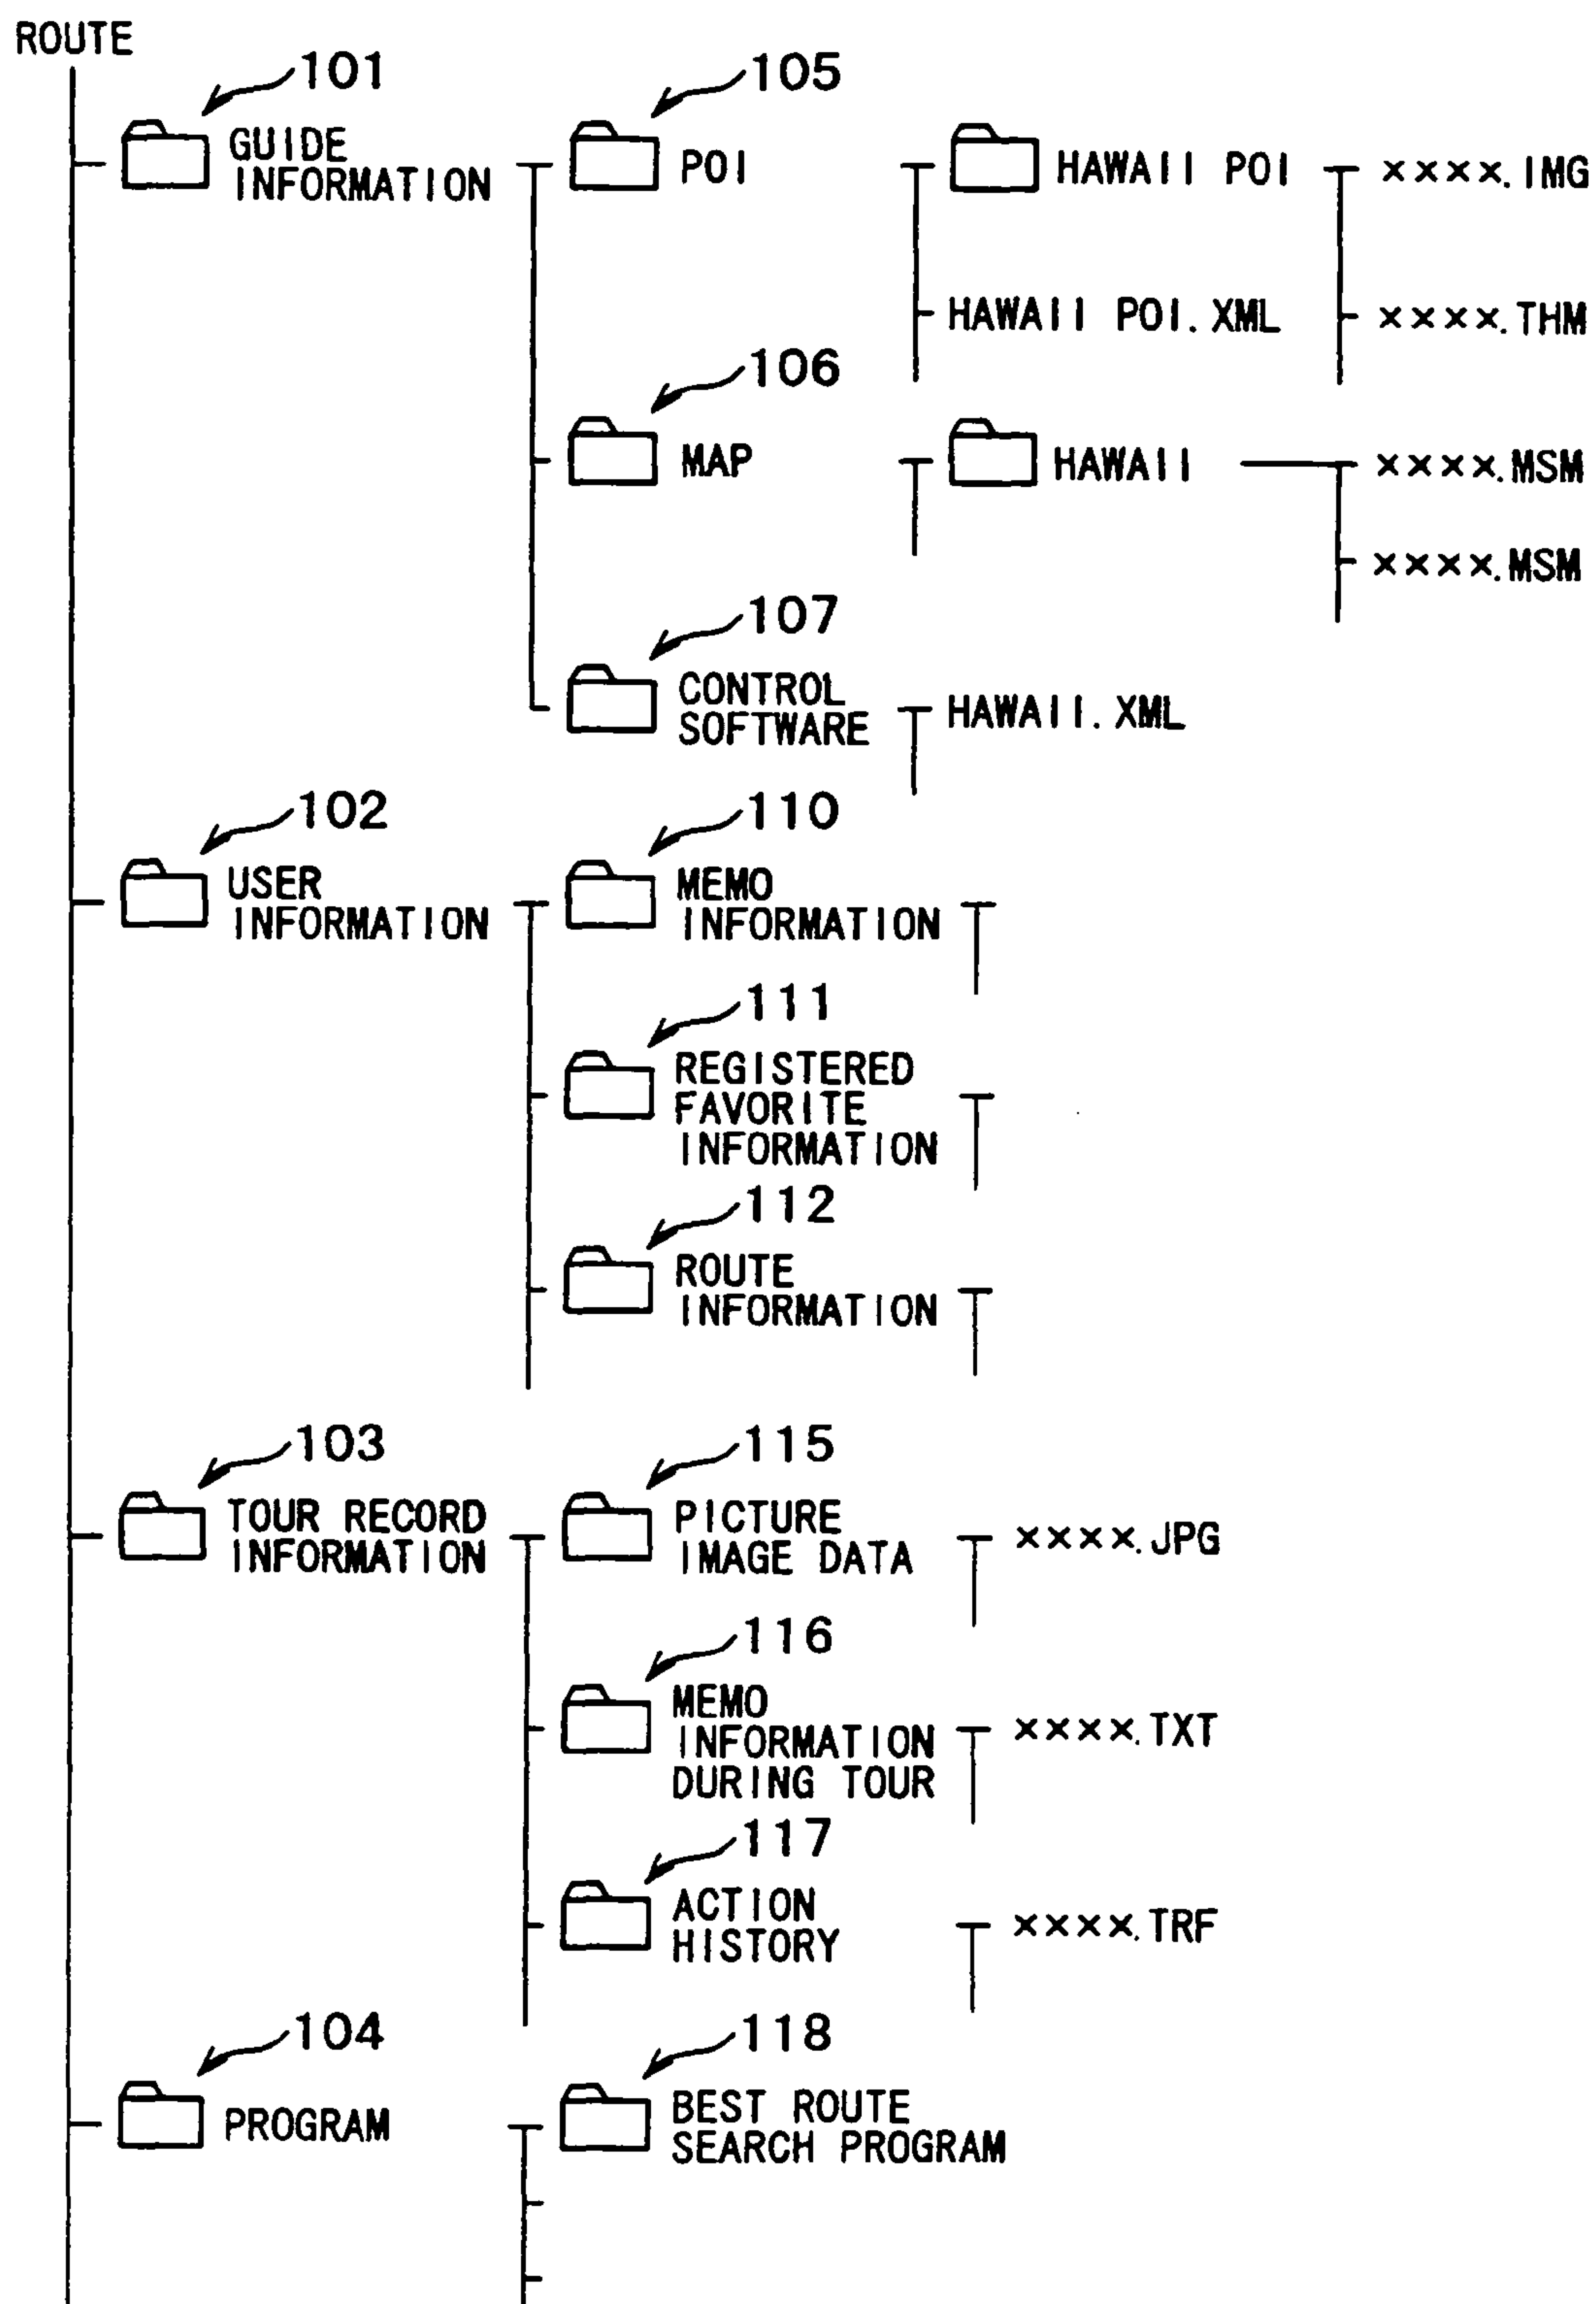 ROUTE
101
105
GUIDE
INFORMATION
POI
HAWAII POI
××××.IMG
HAWAII POI.XML
××××.THM
106
MAP
HAWAII
××××.MSM
××××.MSM
107
CONTROL
SOFTWARE
HAWAII.XML
102
110
USER
INFORMATION
MEMO
INFORMATION
111
REGISTERED
FAVORITE
INFORMATION
112
ROUTE
INFORMATION
103
115
TOUR RECORD
INFORMATION
PICTURE
IMAGE DATA
××××.JPG
116
MEMO
INFORMATION
DURING TOUR
××××.TXT
117
ACTION
HISTORY
××××.TRF
104
118
PROGRAM
BEST ROUTE
SEARCH PROGRAM